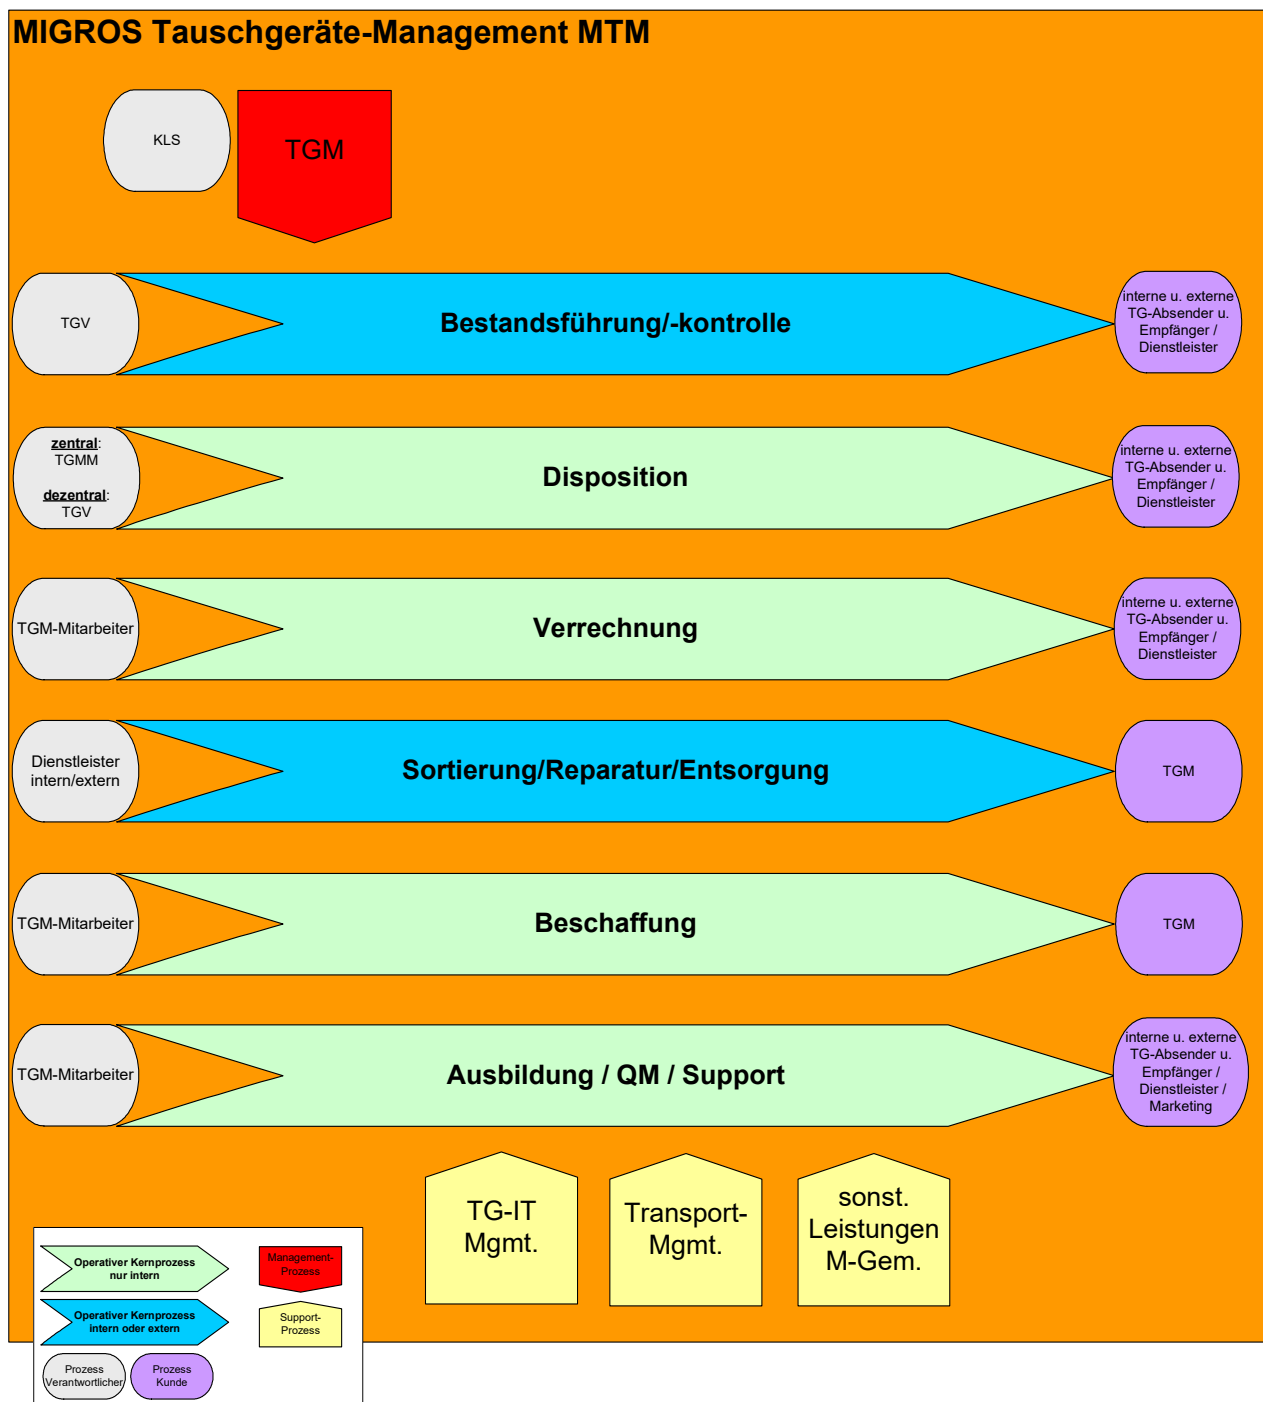 MIGROS Tauschgeräte-Management MTM
KLS
TGM
TGV
Bestandsführung/-kontrolle
interne u. externe
TG-Absender u.
Empfänger /
Dienstleister
zentral:
TGMM
dezentral:
TGV
Disposition
interne u. externe
TG-Absender u.
Empfänger /
Dienstleister
TGM-Mitarbeiter
Verrechnung
interne u. externe
TG-Absender u.
Empfänger /
Dienstleister
Dienstleister
intern/extern
Sortierung/Reparatur/Entsorgung
TGM
TGM-Mitarbeiter
Beschaffung
TGM
TGM-Mitarbeiter
Ausbildung / QM / Support
interne u. externe
TG-Absender u.
Empfänger /
Dienstleister /
Marketing
TG-IT
Mgmt.
Transport-
Mgmt.
sonst.
Leistungen
M-Gem.
Operativer Kernprozess
nur intern
Management-
Prozess
Operativer Kernprozess
intern oder extern
Support-
Prozess
Prozess
Verantwortlicher
Prozess
Kunde